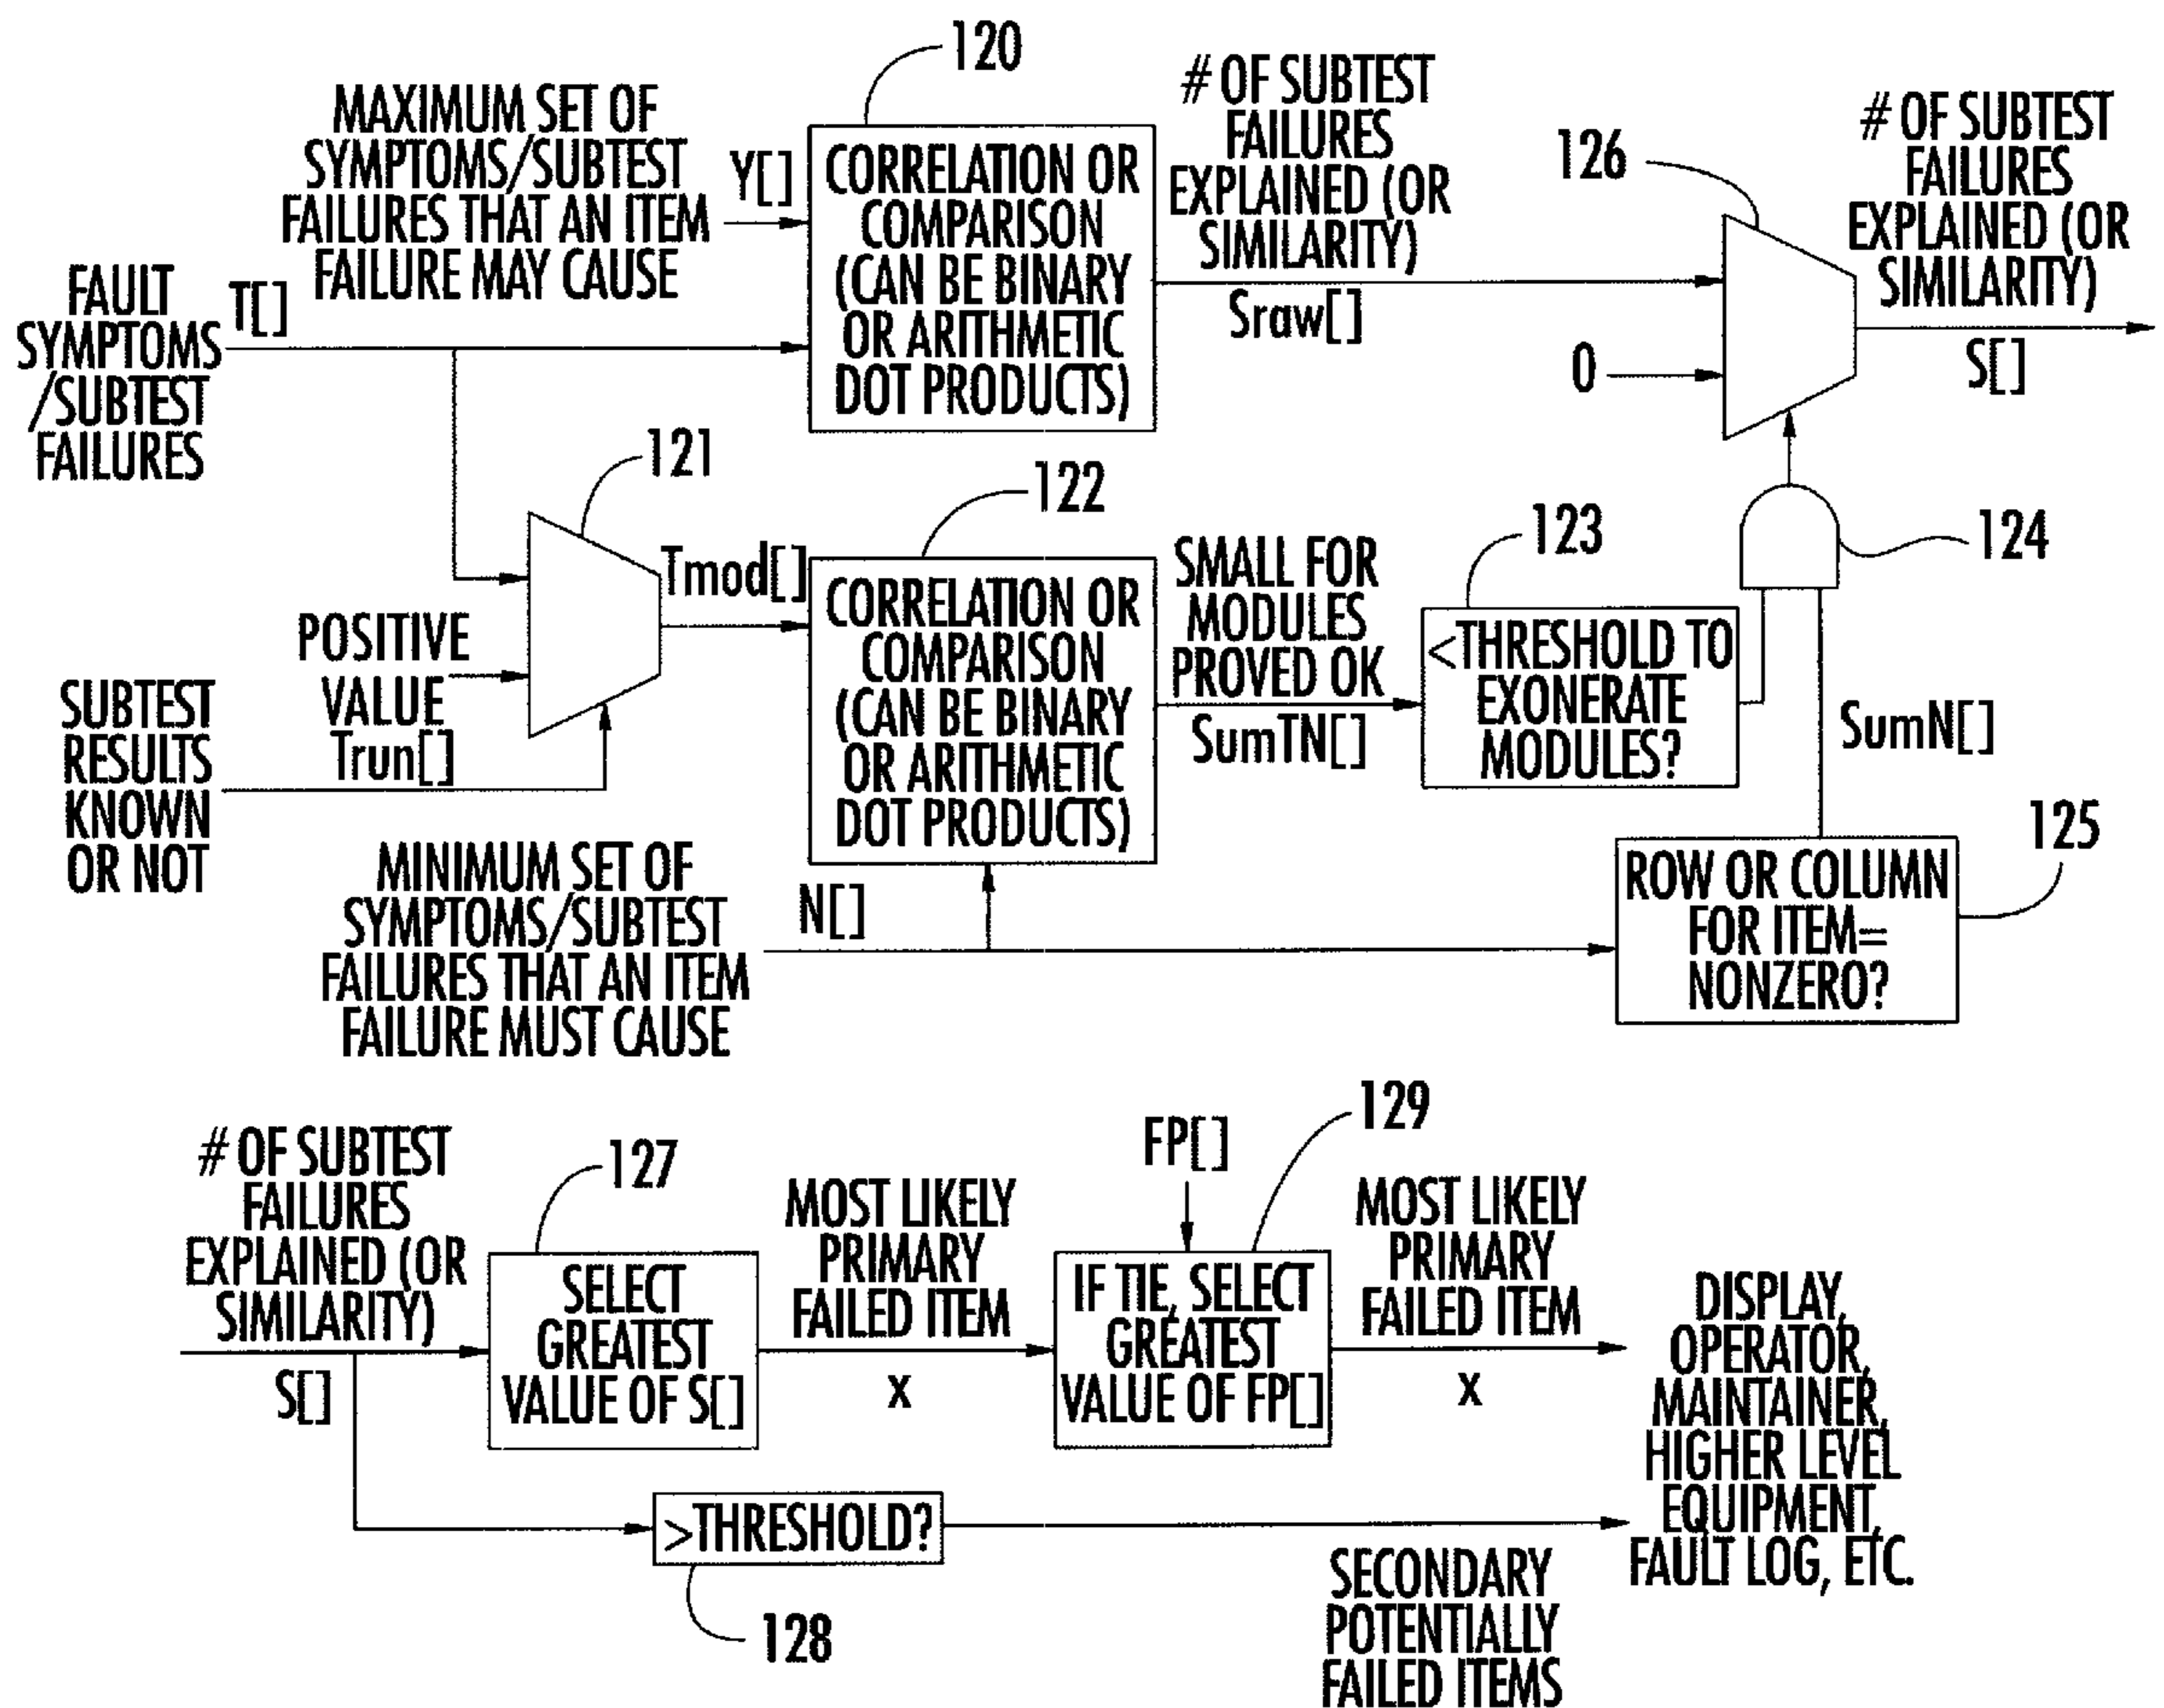 120
MAXIMUM SET OF
SYMPTOMS/SUBTEST
FAILURES THAT AN ITEM
FAILURE MAY CAUSE
Y[]
CORRELATION OR
COMPARISON
(CAN BE BINARY
OR ARITHMETIC
DOT PRODUCTS)
# OF SUBTEST
FAILURES
EXPLAINED (OR
SIMILARITY)
Sraw[]
126
# OF SUBTEST
FAILURES
EXPLAINED (OR
SIMILARITY)
S[]
0
FAULT
SYMPTOMS
/SUBTEST
FAILURES
T[]
121
Tmod[]
POSITIVE
VALUE
Trun[]
SUBTEST
RESULTS
KNOWN
OR NOT
122
CORRELATION OR
COMPARISON
(CAN BE BINARY
OR ARITHMETIC
DOT PRODUCTS)
SMALL FOR
MODULES
PROVED OK
SumTN[]
123
<THRESHOLD TO
EXONERATE
MODULES?
124
SumN[]
125
ROW OR COLUMN
FOR ITEM=
NONZERO?
MINIMUM SET OF
SYMPTOMS/SUBTEST
FAILURES THAT AN ITEM
FAILURE MUST CAUSE
N[]
# OF SUBTEST
FAILURES
EXPLAINED (OR
SIMILARITY)
S[]
127
SELECT
GREATEST
VALUE OF S[]
MOST LIKELY
PRIMARY
FAILED ITEM
X
FP[]
129
IF TIE, SELECT
GREATEST
VALUE OF FP[]
MOST LIKELY
PRIMARY
FAILED ITEM
X
DISPLAY,
OPERATOR,
MAINTAINER,
HIGHER LEVEL
EQUIPMENT,
FAULT LOG, ETC.
>THRESHOLD?
128
SECONDARY
POTENTIALLY
FAILED ITEMS